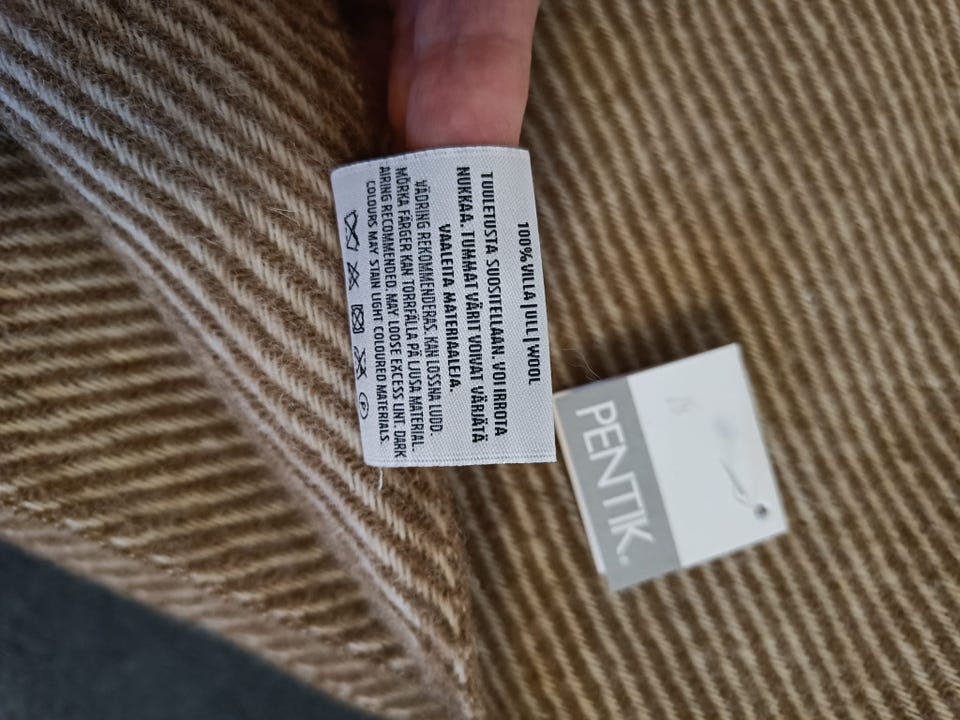 100% VILLA | ULL | WOOL
TUULETUSTA SUOSITELLAAN. VOI IRROTA
NUKKAA. TUMMAT VÄRIT VOIVAT VÄRJÄTÄ
VAALEITA MATERIAALEJA.
VÄDRING REKOMMENDERAS. KAN LOSSNA LUDD.
MÖRKA FÄRGER KAN TORRFÄLLA PÅ LJUSA MATERIAL.
AIRING RECOMMENDED. MAY LOOSE EXCESS LINT. DARK
COLOURS MAY STAIN LIGHT COLOURED MATERIALS.
P
PENTIK.